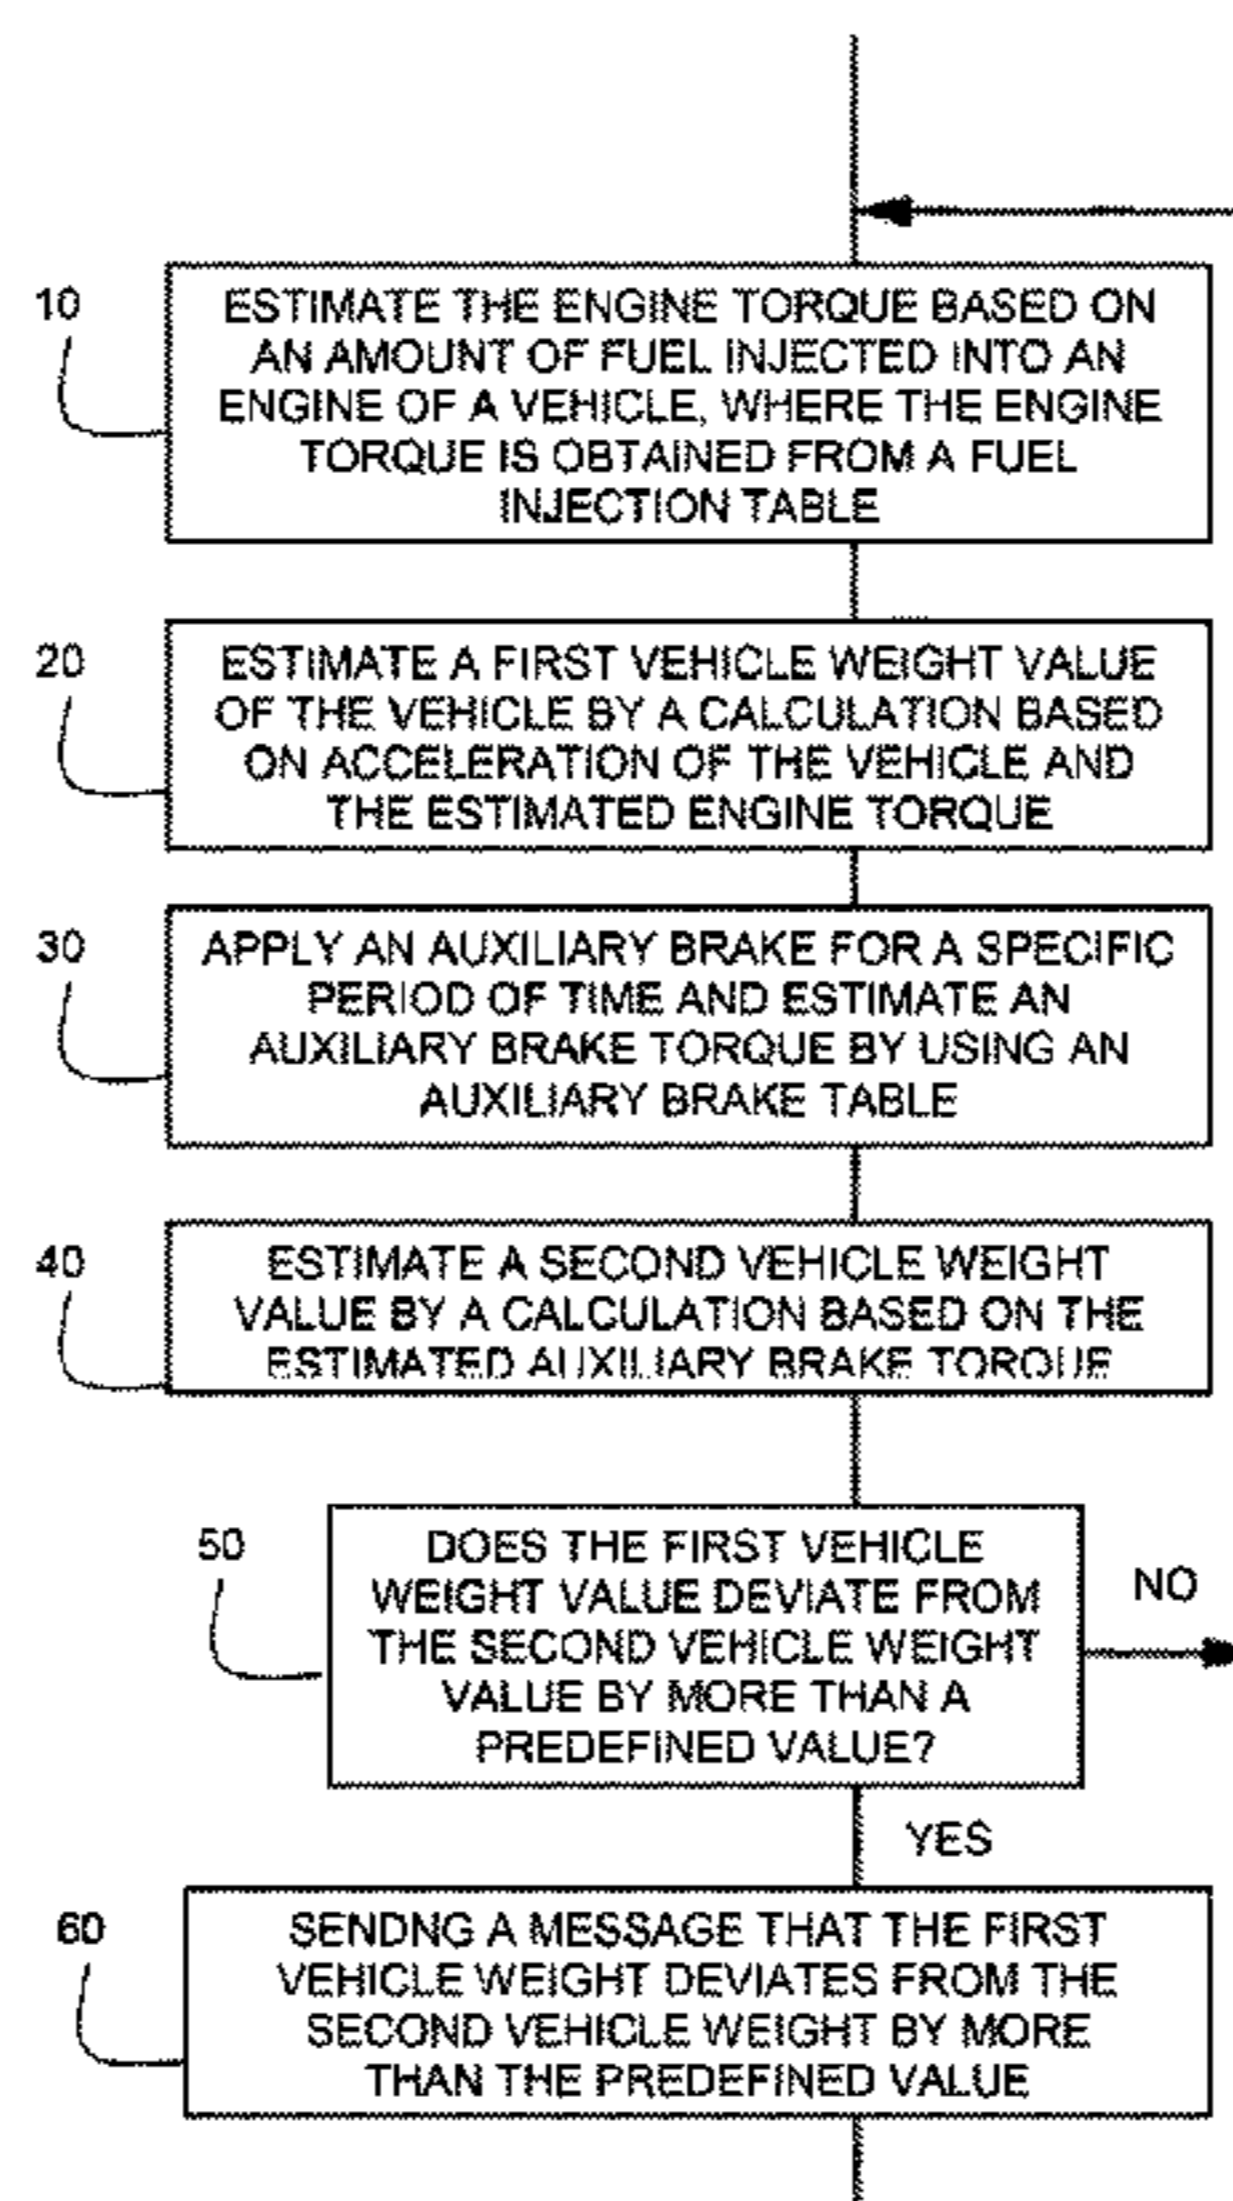 10
ESTIMATE THE ENGINE TORQUE BASED ON
AN AMOUNT OF FUEL INJECTED INTO AN
ENGINE OF A VEHICLE, WHERE THE ENGINE
TORQUE IS OBTAINED FROM A FUEL
INJECTION TABLE
20
ESTIMATE A FIRST VEHICLE WEIGHT VALUE
OF THE VEHICLE BY A CALCULATION BASED
ON ACCELERATION OF THE VEHICLE AND
THE ESTIMATED ENGINE TORQUE
30
APPLY AN AUXILIARY BRAKE FOR A SPECIFIC
PERIOD OF TIME AND ESTIMATE AN
AUXILIARY BRAKE TORQUE BY USING AN
AUXILIARY BRAKE TABLE
40
ESTIMATE A SECOND VEHICLE WEIGHT
VALUE BY A CALCULATION BASED ON THE
ESTIMATED AUXILIARY BRAKE TORQUE
50
DOES THE FIRST VEHICLE
WEIGHT VALUE DEVIATE FROM
THE SECOND VEHICLE WEIGHT
VALUE BY MORE THAN A
PREDEFINED VALUE?
NO
YES
60
SENDNG A MESSAGE THAT THE FIRST
VEHICLE WEIGHT DEVIATES FROM THE
SECOND VEHICLE WEIGHT BY MORE
THAN THE PREDEFINED VALUE